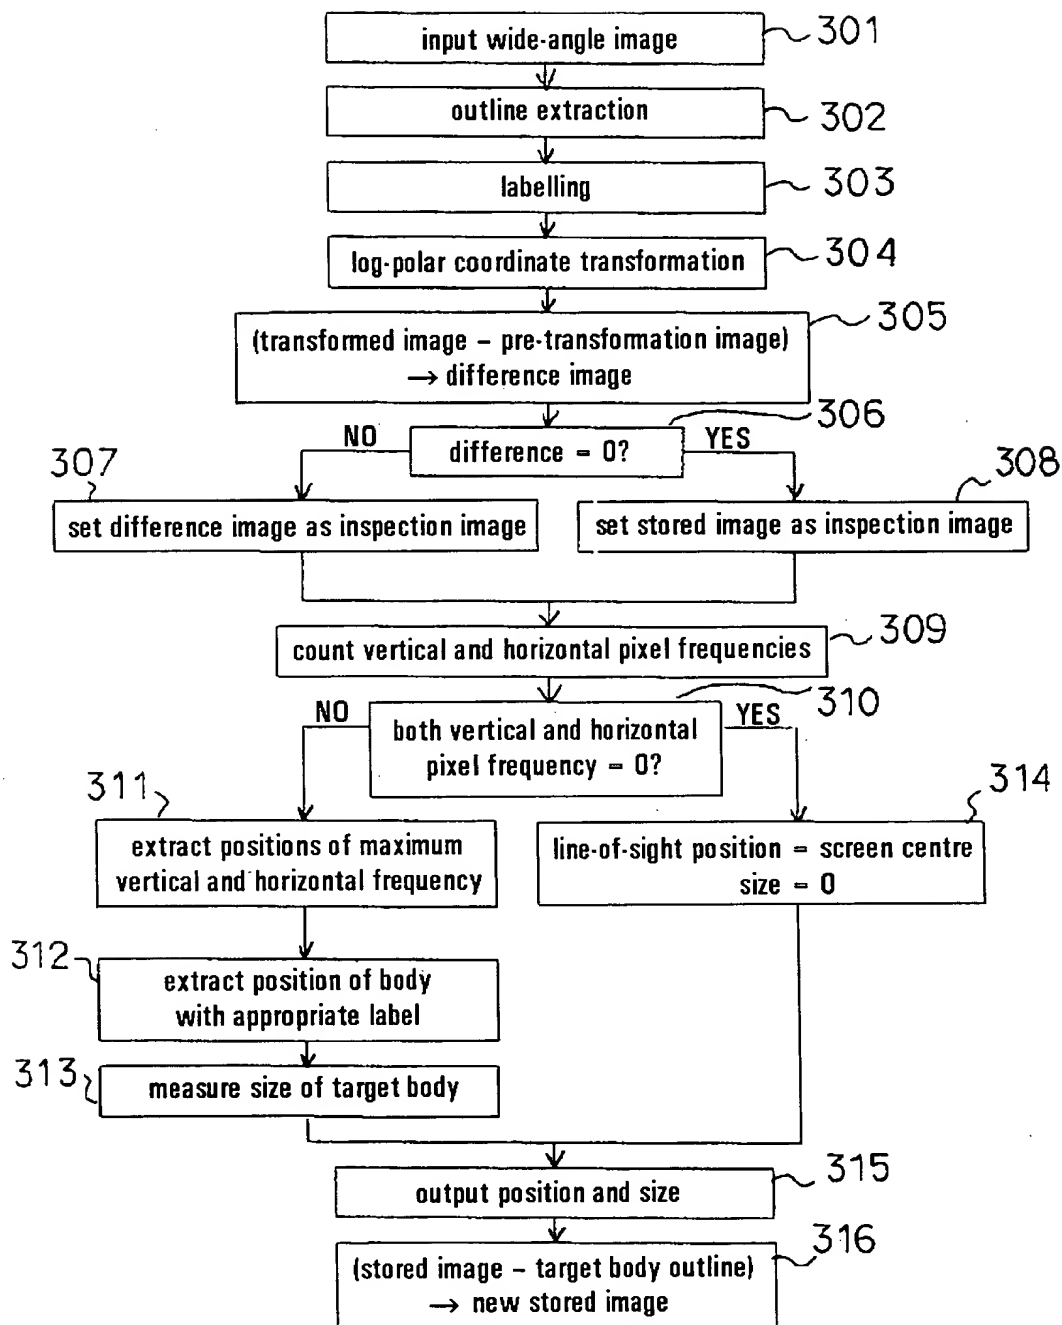 input wide-angle image
301
outline extraction
302
labelling
303
log-polar coordinate transformation
304
(transformed image – pre-transformation image)
→ difference image
305
306
NO
difference = 0?
YES
307
308
set difference image as inspection image
set stored image as inspection image
count vertical and horizontal pixel frequencies
309
310
NO
both vertical and horizontal
pixel frequency = 0?
YES
311
314
extract positions of maximum
vertical and horizontal frequency
line-of-sight position = screen centre
size = 0
312
extract position of body
with appropriate label
313
measure size of target body
output position and size
315
(stored image – target body outline)
→ new stored image
316